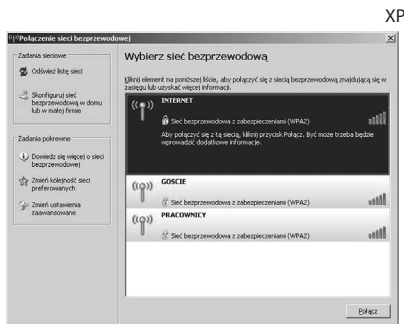 XP
Połączenie sieci bezprzewodowej
Zadania sieciowe
Odśwież listę sieci
Skonfiguruj sieć
bezprzewodową w domu
lub w małej firmie
Zadania pokrewne
Dowiedz się więcej o sieci
bezprzewodowej
Zmień kolejność sieci
preferowanych
Zmień ustawienia
zaawansowane
Wybierz sieć bezprzewodową
Kliknij element na poniższej liście, aby połączyć się z siecią bezprzewodową znajdującą się w
zasięgu lub uzyskać więcej informacji.
INTERNET
Sieć bezprzewodowa z zabezpieczeniami (WPA2)
Aby połączyć się z tą siecią, kliknij przycisk Połącz. Być może trzeba będzie
wprowadzić dodatkowe informacje.
GOSCIE
Sieć bezprzewodowa z zabezpieczeniami (WPA2)
PRACOWNICY
Sieć bezprzewodowa z zabezpieczeniami (WPA2)
Połącz